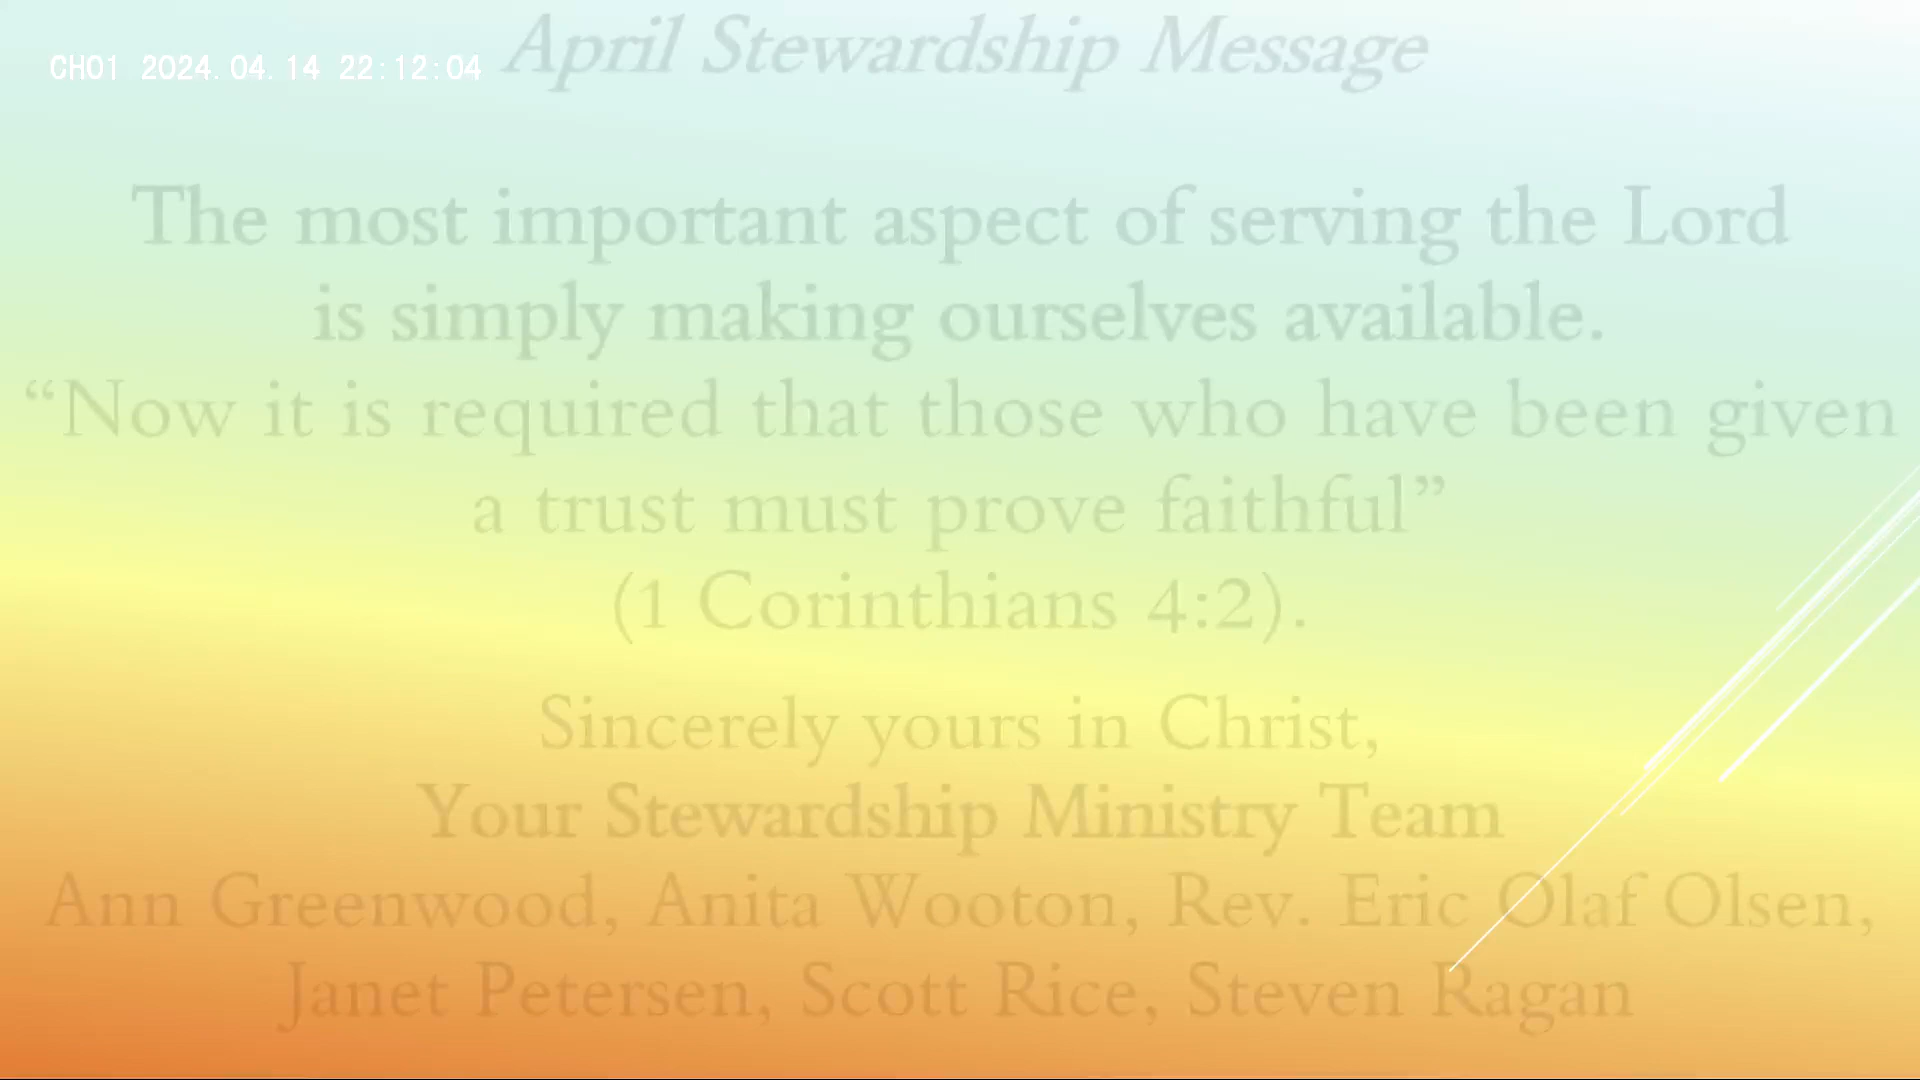 April Stewardship Message
CH01 2024.04.14 22:12:04
The most important aspect of serving the Lord
is simply making ourselves available.
“Now it is required that those who have been given
a trust must prove faithful”
(1 Corinthians 4:2).
Sincerely yours in Christ,
Your Stewardship Ministry Team
Ann Greenwood, Anita Wooton, Rev. Eric Olaf Olsen,
Janet Petersen, Scott Rice, Steven Ragan